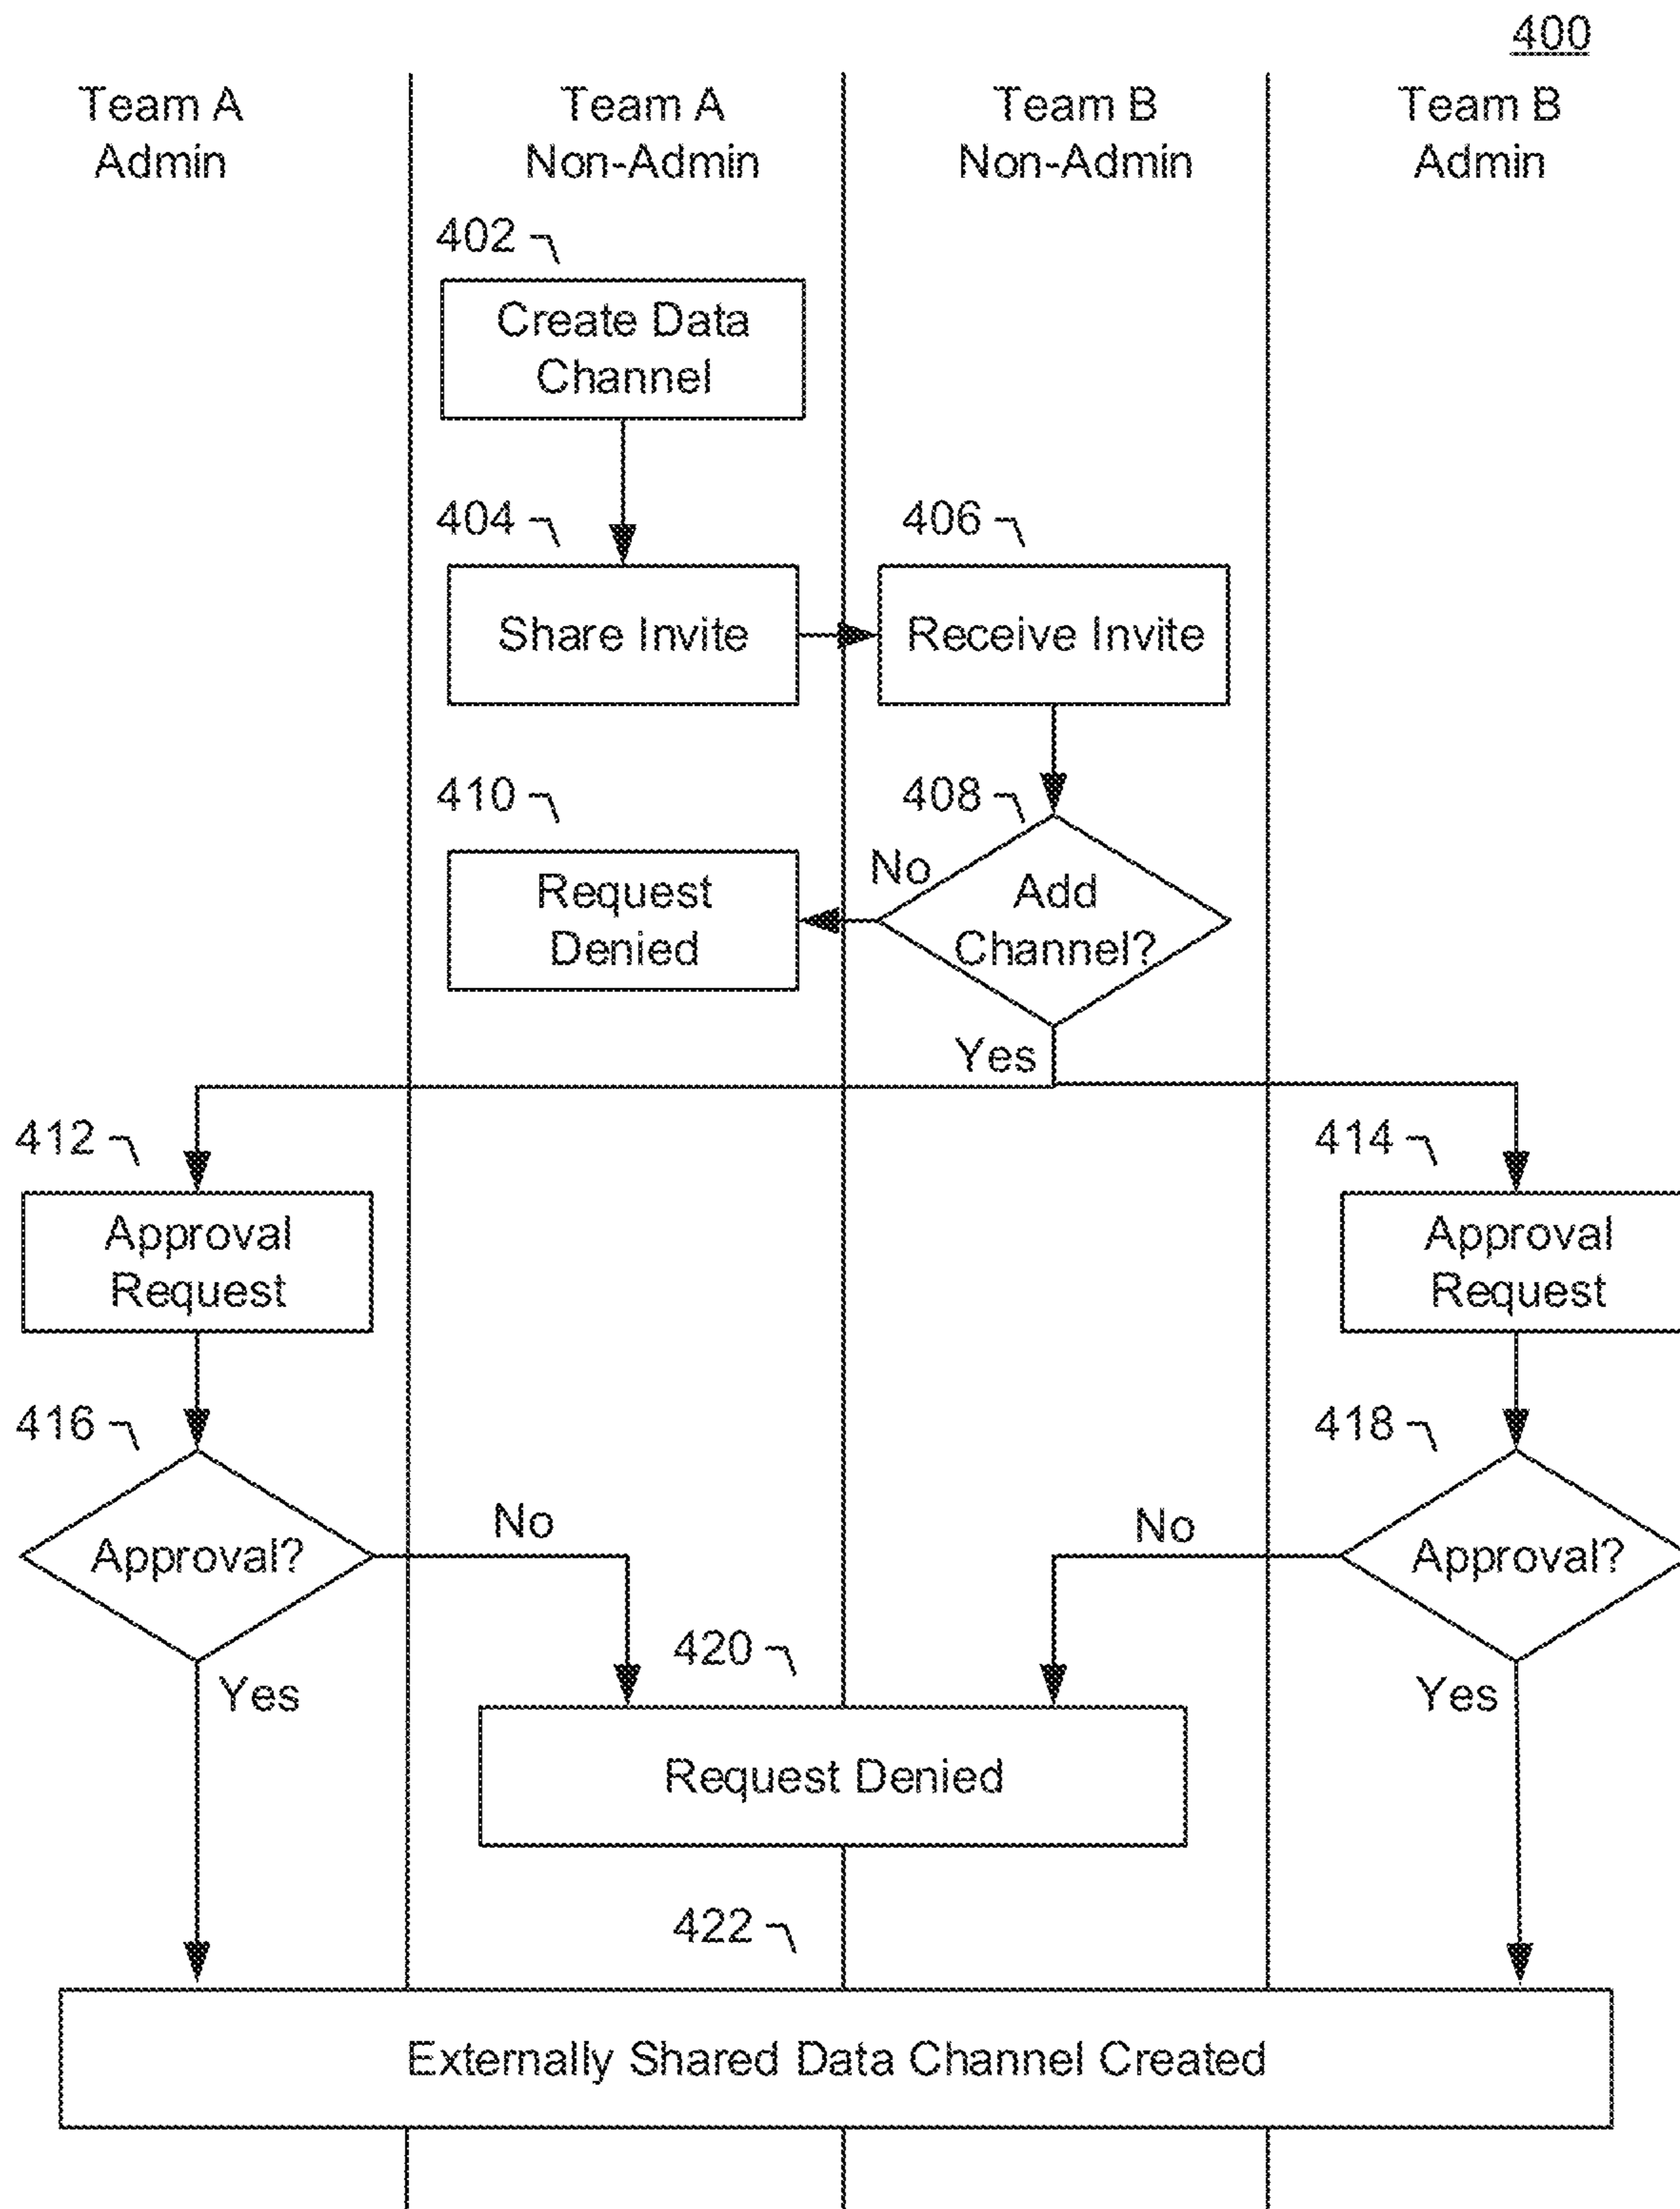 400
Team A
Admin
Team A
Non-Admin
Team B
Non-Admin
Team B
Admin
402
Create Data
Channel
404
Share Invite
406
Receive Invite
410
Request
Denied
408
No
Add
Channel?
Yes
412
Approval
Request
414
Approval
Request
416
Approval?
No
Yes
418
Approval?
No
Yes
420
Request Denied
422
Externally Shared Data Channel Created